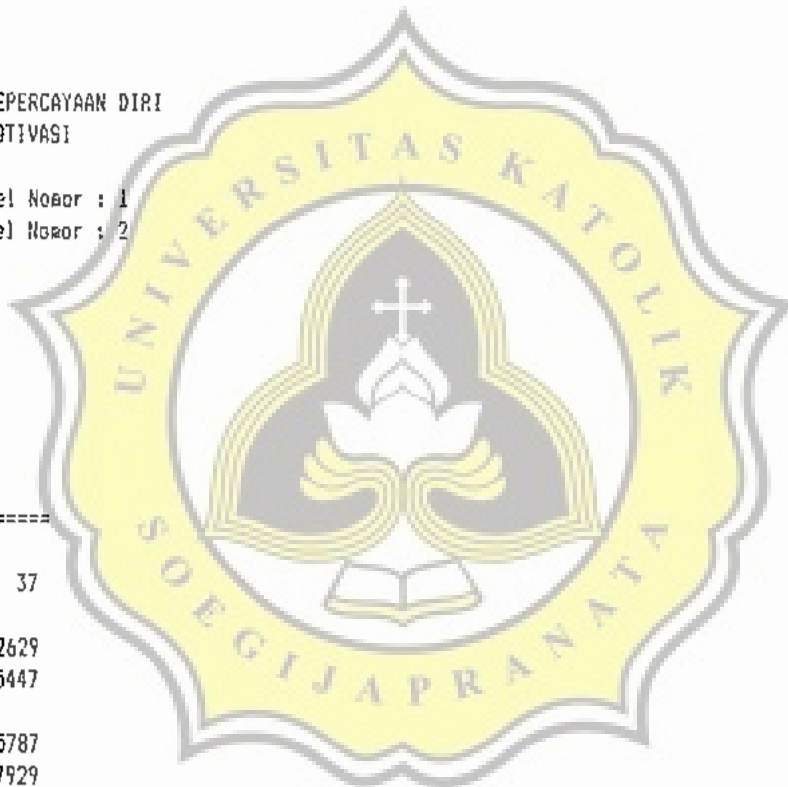 EPERCAYAAN DIRI
OTIVASI
el Nomor : 1
el Nomor : 2
UNIVERSITAS KATOLIK
SOEGIJAPRANATA
=====
37
2629
5447
5787
7929